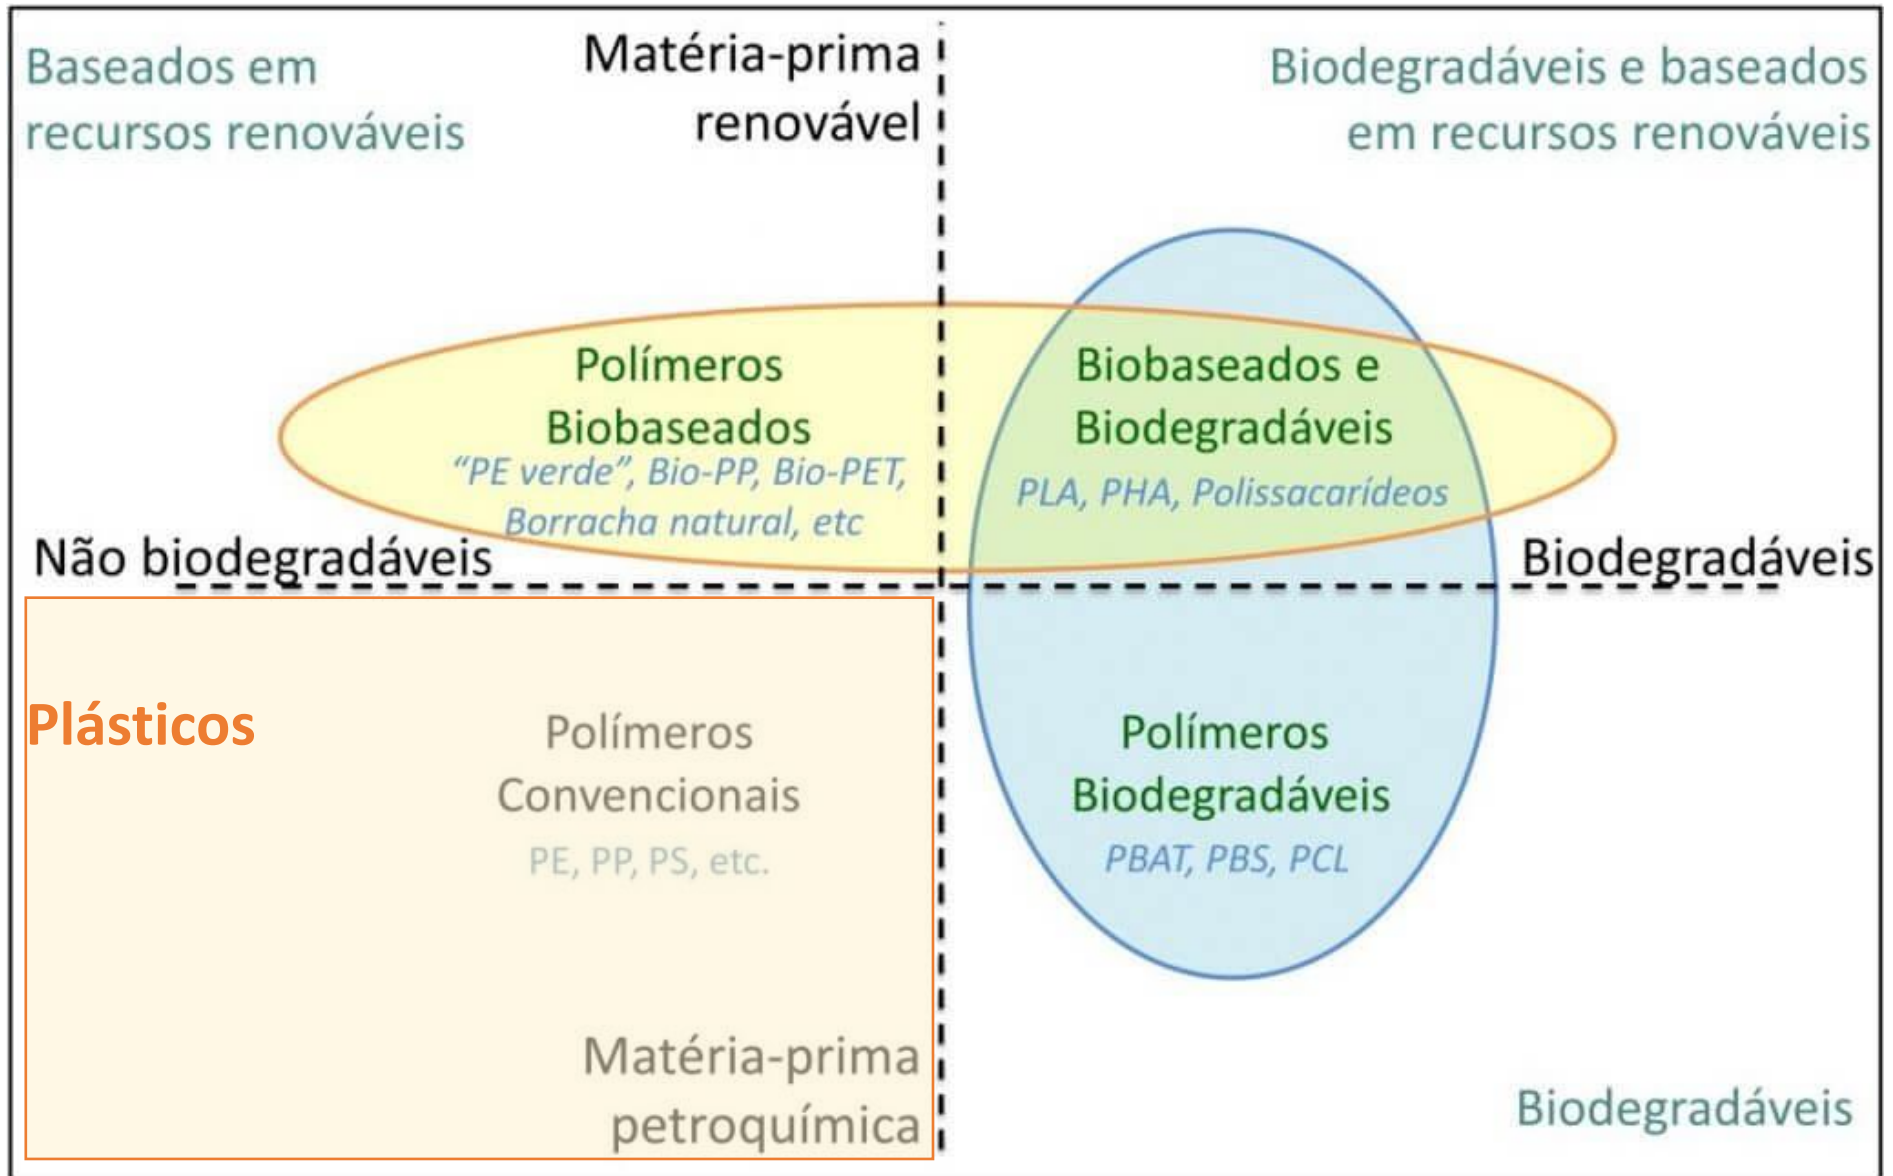 Baseados em
recursos renováveis
Matéria-prima
renovável
Biodegradáveis e baseados
em recursos renováveis
Polímeros
Biobaseados
“PE verde”, Bio-PP, Bio-PET,
Borracha natural, etc
Biobaseados e
Biodegradáveis
PLA, PHA, Polissacarídeos
Não biodegradáveis
Biodegradáveis
Plásticos
Polímeros
Convencionais
PE, PP, PS, etc.
Polímeros
Biodegradáveis
PBAT, PBS, PCL
Matéria-prima
petroquímica
Biodegradáveis